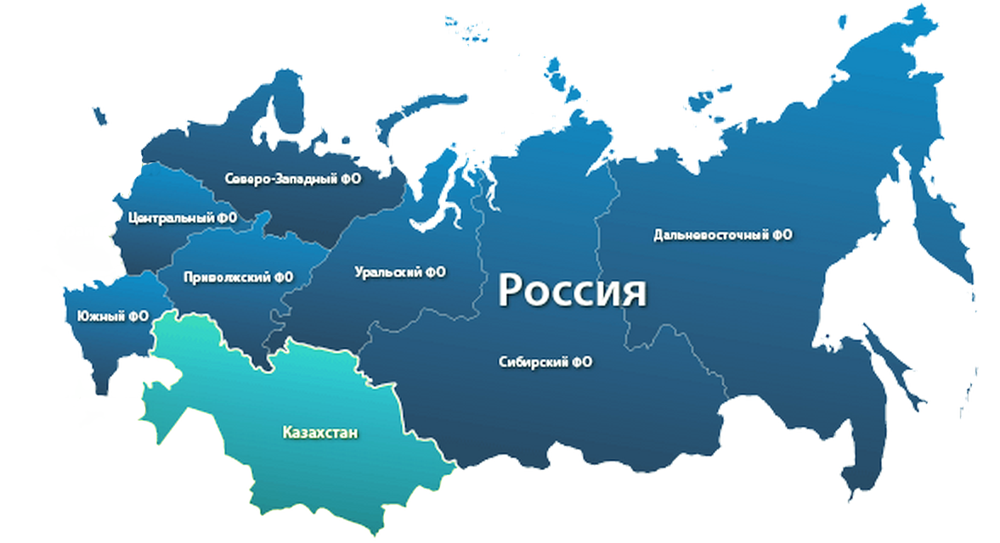 Северо-Западный ФО
Центральный ФО
Дальневосточный ФО
Приволжский ФО
Уральский ФО
Россия
Южный ФО
Сибирский ФО
Казахстан